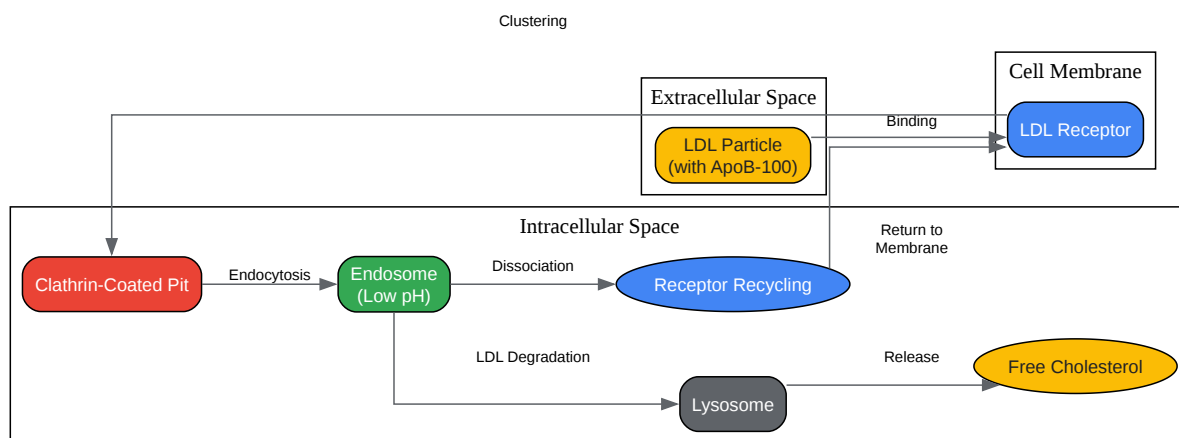 Clustering
Cell Membrane
Extracellular Space
Binding
LDL Receptor
LDL Particle
(with ApoB-100)
Intracellular Space
Return to
Membrane
Clathrin-Coated Pit
Endocytosis
Endosome
(Low pH)
Dissociation
Receptor Recycling
LDL Degradation
Release
Free Cholesterol
Lysosome